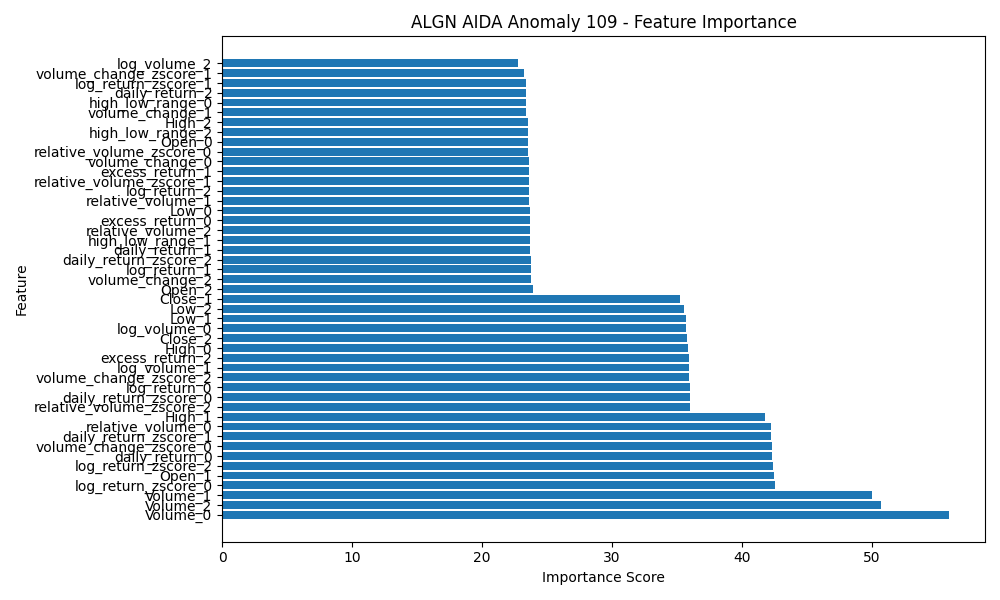 ALGN AIDA Anomaly 109 - Feature Importance
log_volume_2
volume_change_zscore_1
log_return_zscore_1
daily_return_2
high_low_range_0
volume_change_1
High_2
high_low_range_2
Open_0
relative_volume_zscore_0
volume_change_0
excess_return_1
relative_volume_zscore_1
log_return_2
relative_volume_1
Low_0
excess_return_0
relative_volume_2
high_low_range_1
daily_return_1
daily_return_zscore_2
log_return_1
volume_change_2
Open_2
Close_1
Low_2
Low_1
log_volume_0
Close_2
High_0
excess_return_2
log_volume_1
volume_change_zscore_2
log_return_0
daily_return_zscore_0
relative_volume_zscore_2
High_1
relative_volume_0
daily_return_zscore_1
volume_change_zscore_0
daily_return_0
log_return_zscore_2
Open_1
log_return_zscore_0
Volume_1
Volume_2
Volume_0
Feature
0 10 20 30 40 50
Importance Score